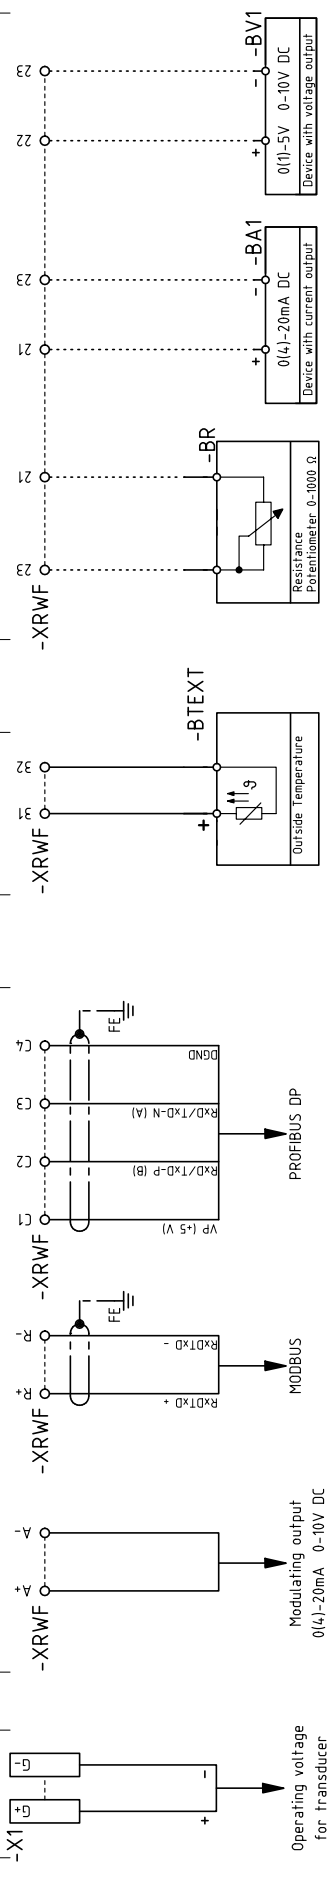 -BV1
23
-
22
+
0(1)-5V 0-10V DC
Device with voltage output
-BA1
23
-
21
+
0(4)-20mA DC
Device with current output
-BR
21
23
-XRWF
Resistance
Potentiometer 0-1000 Ω
-BTEXT
32
31
+
ϑ
-XRWF
Outside Temperature
FE
C4
DGND
C3
RxD/TxD-N (A)
C2
RxD/TxD-P (B)
C1
VP (+5 V)
-XRWF
PROFIBUS DP
FE
R-
RxDTxD -
R+
RxDTxD +
-XRWF
MODBUS
A-
A+
-XRWF
Modulating output
0(4)-20mA 0-10V DC
G-
-
G+
+
-X1
Operating voltage
for transducer